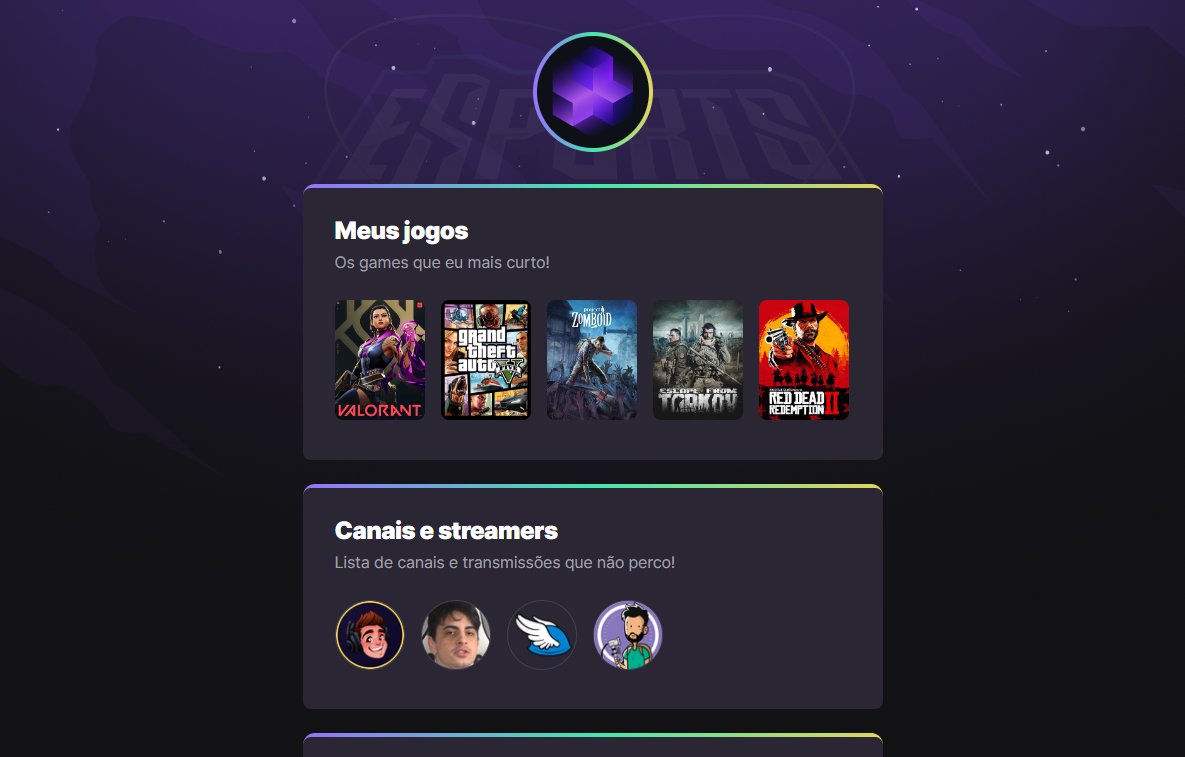 ESPORTS
Meus jogos
Os games que eu mais curto!
VALORANT
grand
theft
auto
FIVE
project
ZOMBOID
ESCAPE FROM
TARKOV
RED DEAD
REDEMPTION II
Canais e streamers
Lista de canais e transmissões que não perco!